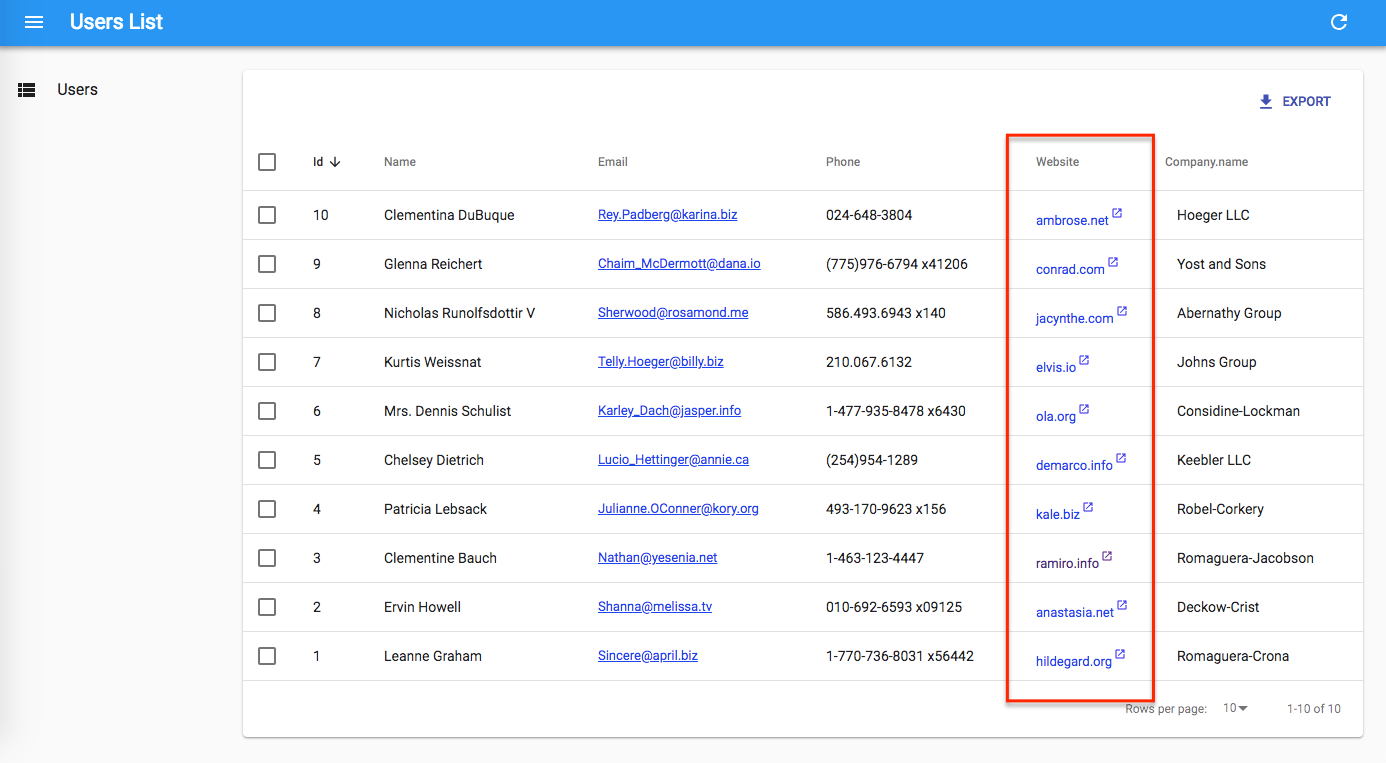 Users List
Users
EXPORT
Id Name Email Phone Website Company.name
10 Clementina DuBuque Rey.Padberg@karina.biz 024-648-3804 ambrose.net Hoeger LLC
9 Glenna Reichert Chaim_McDermott@dana.io (775)976-6794 x41206 conrad.com Yost and Sons
8 Nicholas Runolfsdottir V Sherwood@rosamond.me 586.493.6943 x140 jacynthe.com Abernathy Group
7 Kurtis Weissnat Telly.Hoeger@billy.biz 210.067.6132 elvis.io Johns Group
6 Mrs. Dennis Schulist Karley_Dach@jasper.info 1-477-935-8478 x6430 ola.org Considine-Lockman
5 Chelsey Dietrich Lucio_Hettinger@annie.ca (254)954-1289 demarco.info Keebler LLC
4 Patricia Lebsack Julianne.OConner@kory.org 493-170-9623 x156 kale.biz Robel-Corkery
3 Clementine Bauch Nathan@yesenia.net 1-463-123-4447 ramiro.info Romaguera-Jacobson
2 Ervin Howell Shanna@melissa.tv 010-692-6593 x09125 anastasia.net Deckow-Crist
1 Leanne Graham Sincere@april.biz 1-770-736-8031 x56442 hildegard.org Romaguera-Crona
Rows per page: 10 1-10 of 10